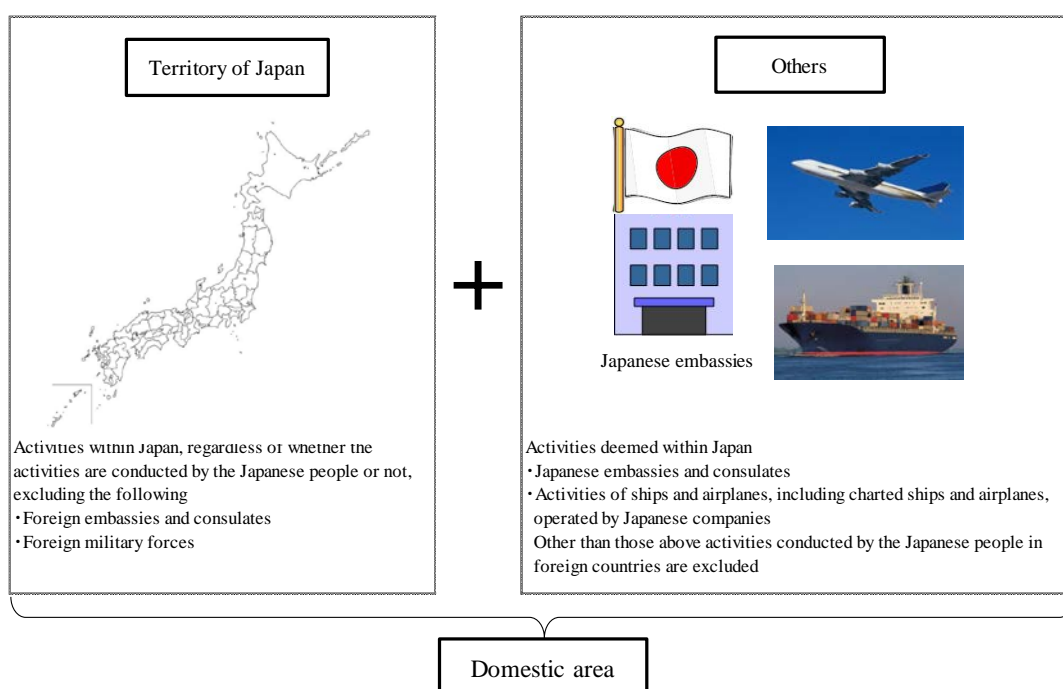 Territory of Japan
Activities within Japan, regardless of whether the
activities are conducted by the Japanese people or not,
excluding the following
・Foreign embassies and consulates
・Foreign military forces
Others
Japanese embassies
Activities deemed within Japan
・Japanese embassies and consulates
・Activities of ships and airplanes, including charted ships and airplanes,
operated by Japanese companies
Other than those above activities conducted by the Japanese people in
foreign countries are excluded
+
Domestic area